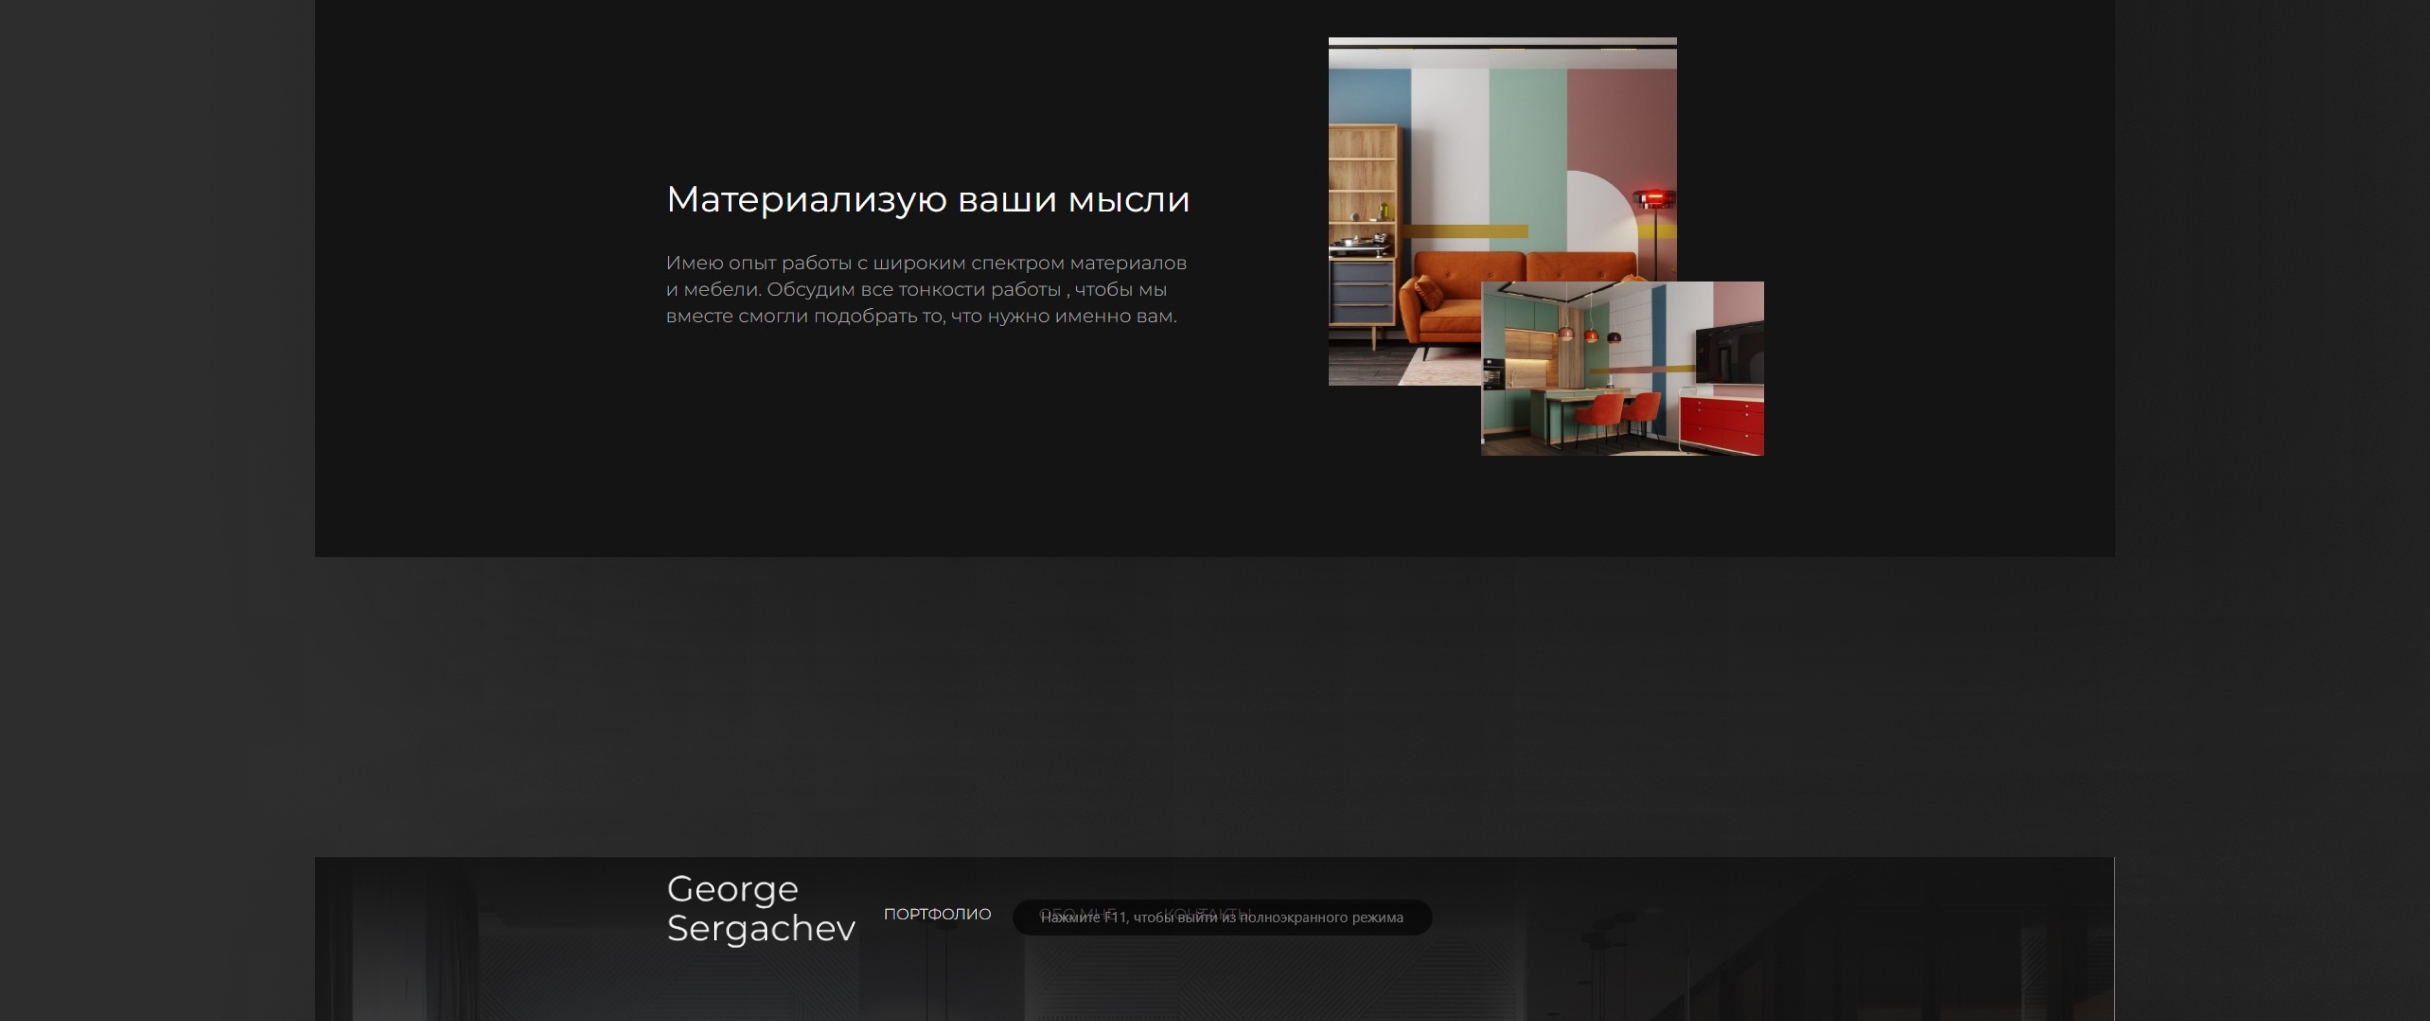 Материализую ваши мысли
Имею опыт работы с широким спектром материалов
и мебели. Обсудим все тонкости работы , чтобы мы
вместе смогли подобрать то, что нужно именно вам.
George
Sergachev
ПОРТФОЛИО
ОБО МНЕ
КОНТАКТЫ
Нажмите F11, чтобы выйти из полноэкранного режима